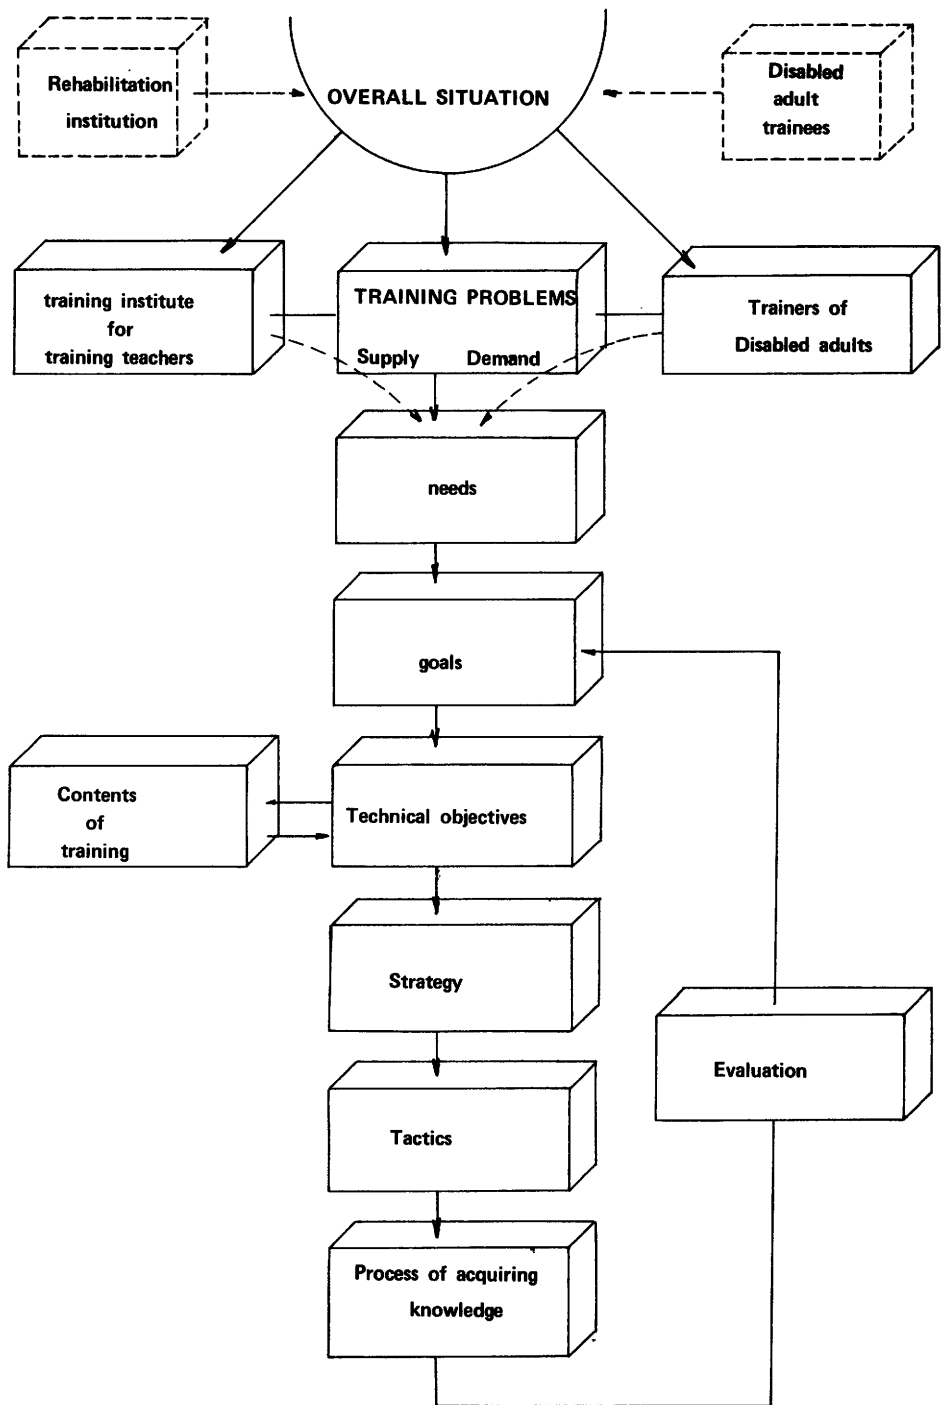 Rehabilitation
institution
OVERALL SITUATION
Disabled
adult
trainees
training institute
for
training teachers
TRAINING PROBLEMS
Supply Demand
Trainers of
Disabled adults
needs
goals
Contents
of
training
Technical objectives
Strategy
Evaluation
Tactics
Process of acquiring
knowledge